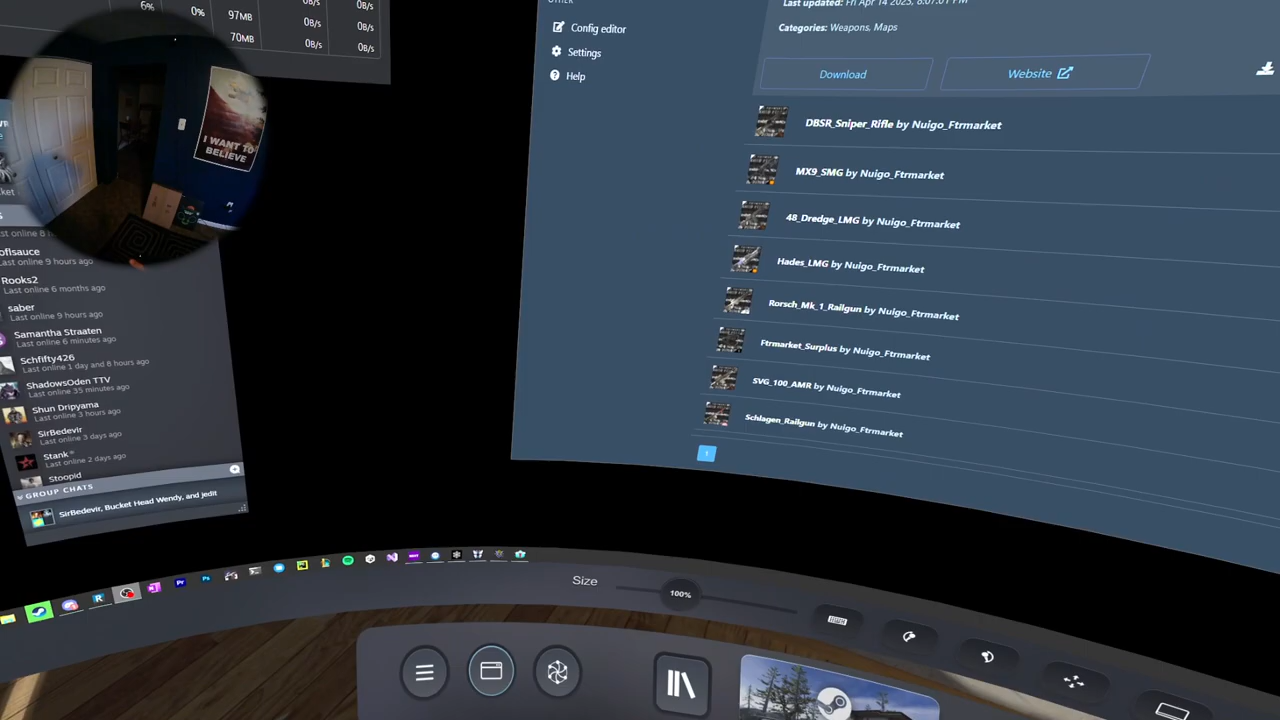 6%
0%
97MB
0B/s
0B/s
70MB
0B/s
0B/s
OTHER
Config editor
Settings
Help
Last updated: Fri Apr 14 2023, 8:07:01 PM
Categories: Weapons, Maps
Download
Website
DBSR_Sniper_Rifle by Nuigo_Ftrmarket
MX9_SMG by Nuigo_Ftrmarket
48_Dredge_LMG by Nuigo_Ftrmarket
Hades_LMG by Nuigo_Ftrmarket
Rorsch_Mk_1_Railgun by Nuigo_Ftrmarket
Ftrmarket_Surplus by Nuigo_Ftrmarket
SVG_100_AMR by Nuigo_Ftrmarket
Schlagen_Railgun by Nuigo_Ftrmarket
1
I WANT TO
BELIEVE
Last online 9 hours ago
Rooks2
Last online 6 months ago
saber
Last online 9 hours ago
Samantha Straaten
Last online 6 minutes ago
Schfifty426
Last online 1 day and 8 hours ago
ShadowsOden TTV
Last online 35 minutes ago
Shun Dripyama
Last online 3 hours ago
SirBedevir
Last online 3 days ago
Stank
Last online 2 days ago
Stoopid
GROUP CHATS
SirBedevir, Bucket Head Wendy, and jedit
Size
100%